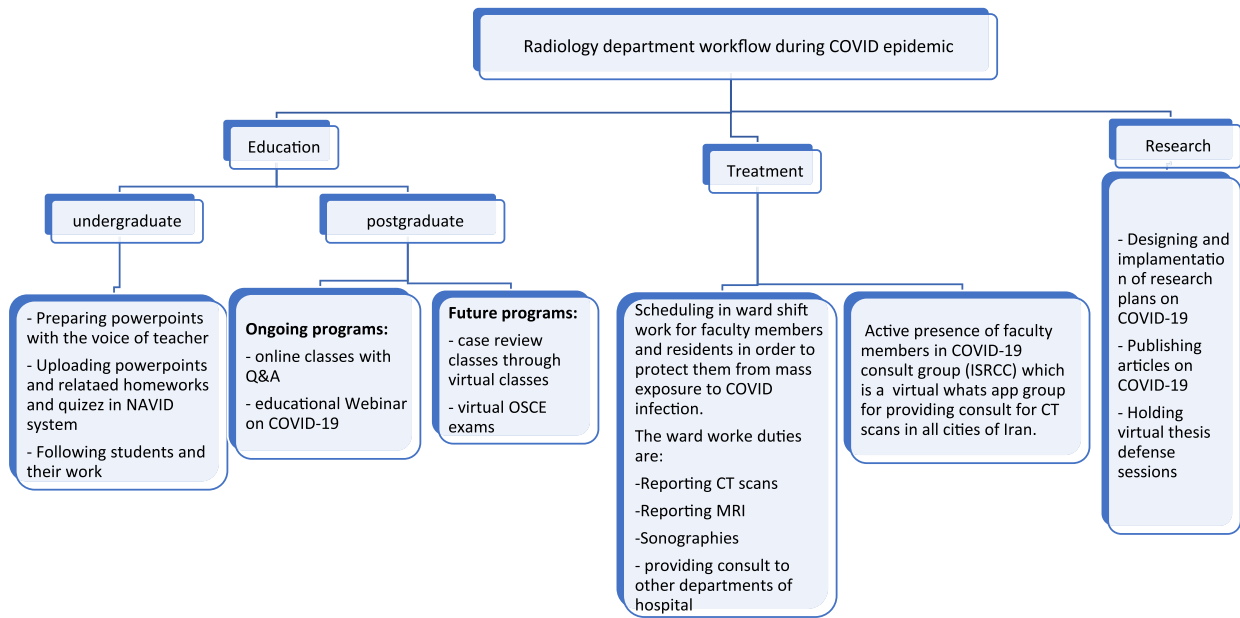 Radiology department workflow during COVID epidemic
Education
Treatment
Research
undergraduate
postgraduate
- Preparing powerpoints
with the voice of teacher
- Uploading powerpoints
and relataed homeworks
and quizez in NAVID
system
- Following students and
their work
Ongoing programs:
- online classes with
Q&A
- educational Webinar
on COVID-19
Future programs:
- case review
classes through
virtual classes
- virtual OSCE
exams
Scheduling in ward shift
work for faculty members
and residents in order to
protect them from mass
exposure to COVID
infection.
The ward worke duties
are:
-Reporting CT scans
-Reporting MRI
-Sonographies
- providing consult to
other departments of
hospital
Active presence of faculty
members in COVID-19
consult group (ISRCC) which
is a virtual whats app group
for providing consult for CT
scans in all cities of Iran.
- Designing and
implamentatio
n of research
plans on
COVID-19
- Publishing
articles on
COVID-19
- Holding
virtual thesis
defense
sessions